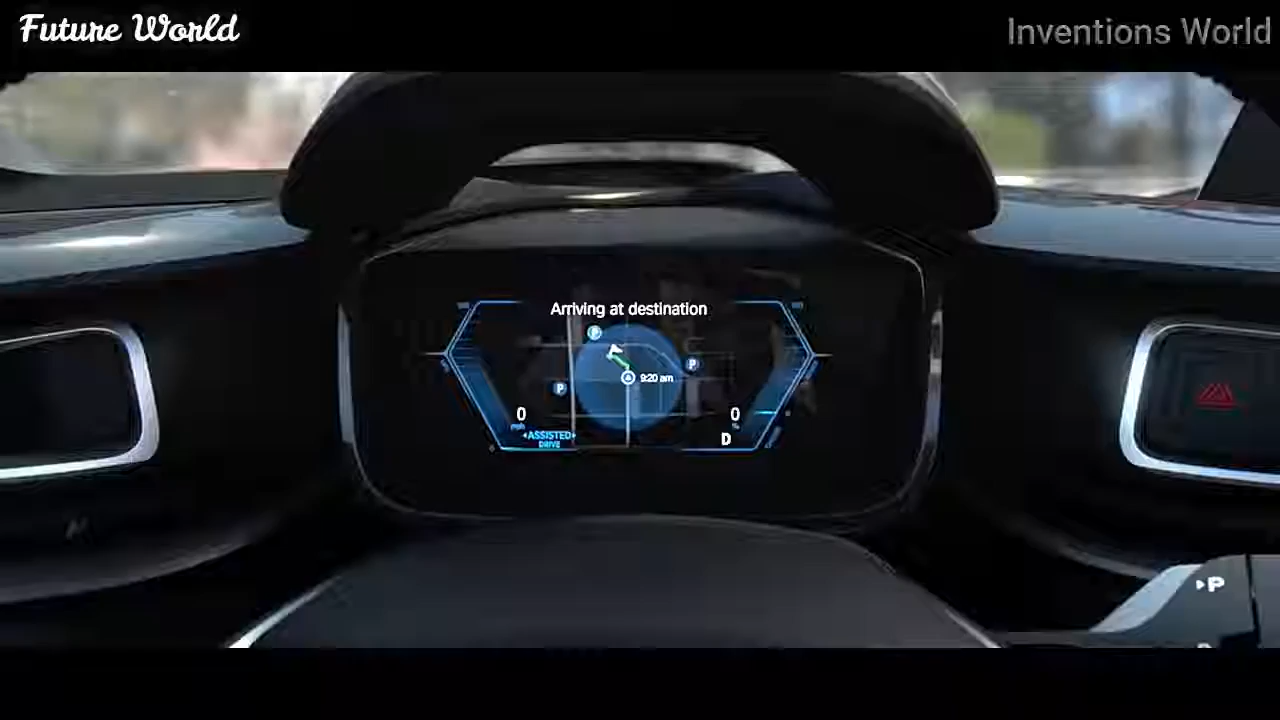 Future World
Inventions World
Arriving at destination
P
P
9:20 am
P
0
0
mph
%
ASSISTED
D
DRIVE
P